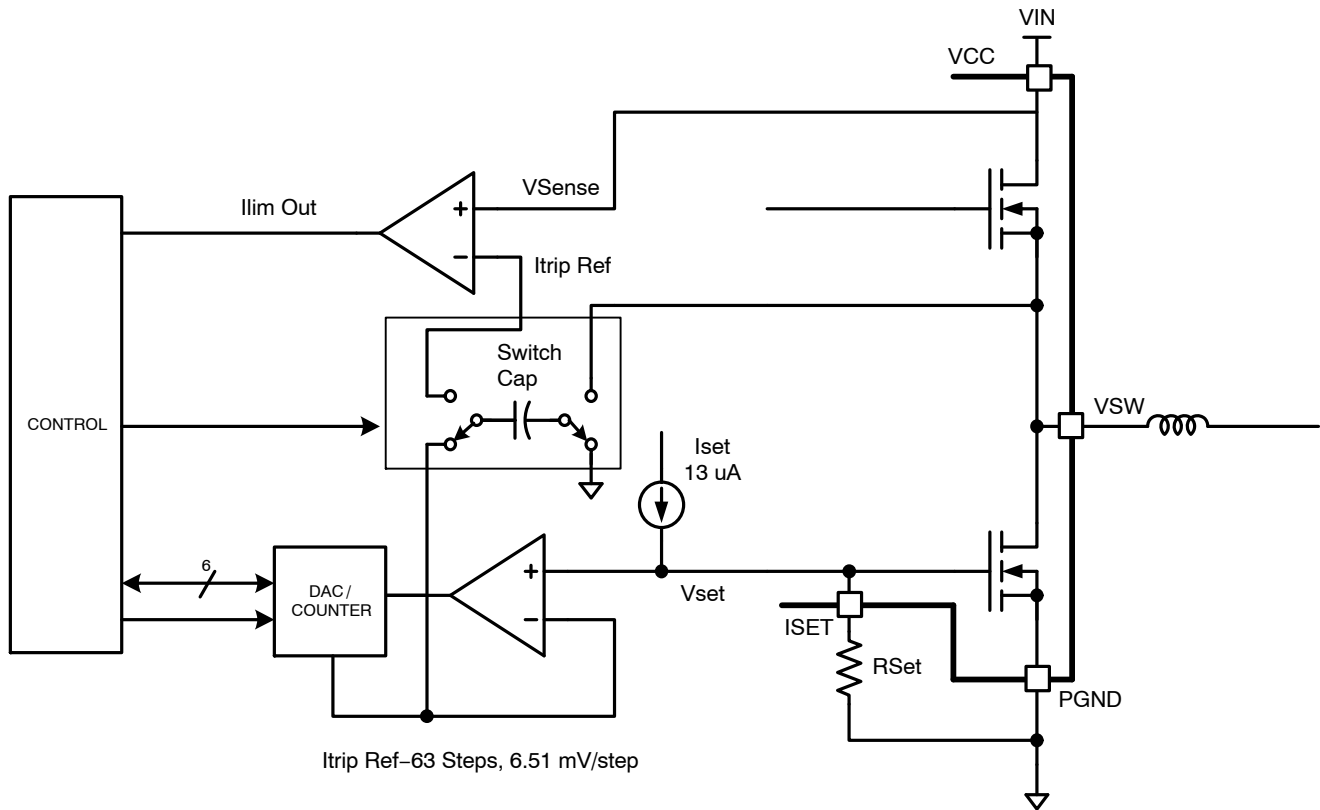 VIN
VCC
VSense
Ilim Out
+
−
Itrip Ref
Switch
Cap
CONTROL
VSW
Iset
13 uA
6
DAC /
COUNTER
+
−
Vset
ISET
RSet
PGND
Itrip Ref−63 Steps, 6.51 mV/step